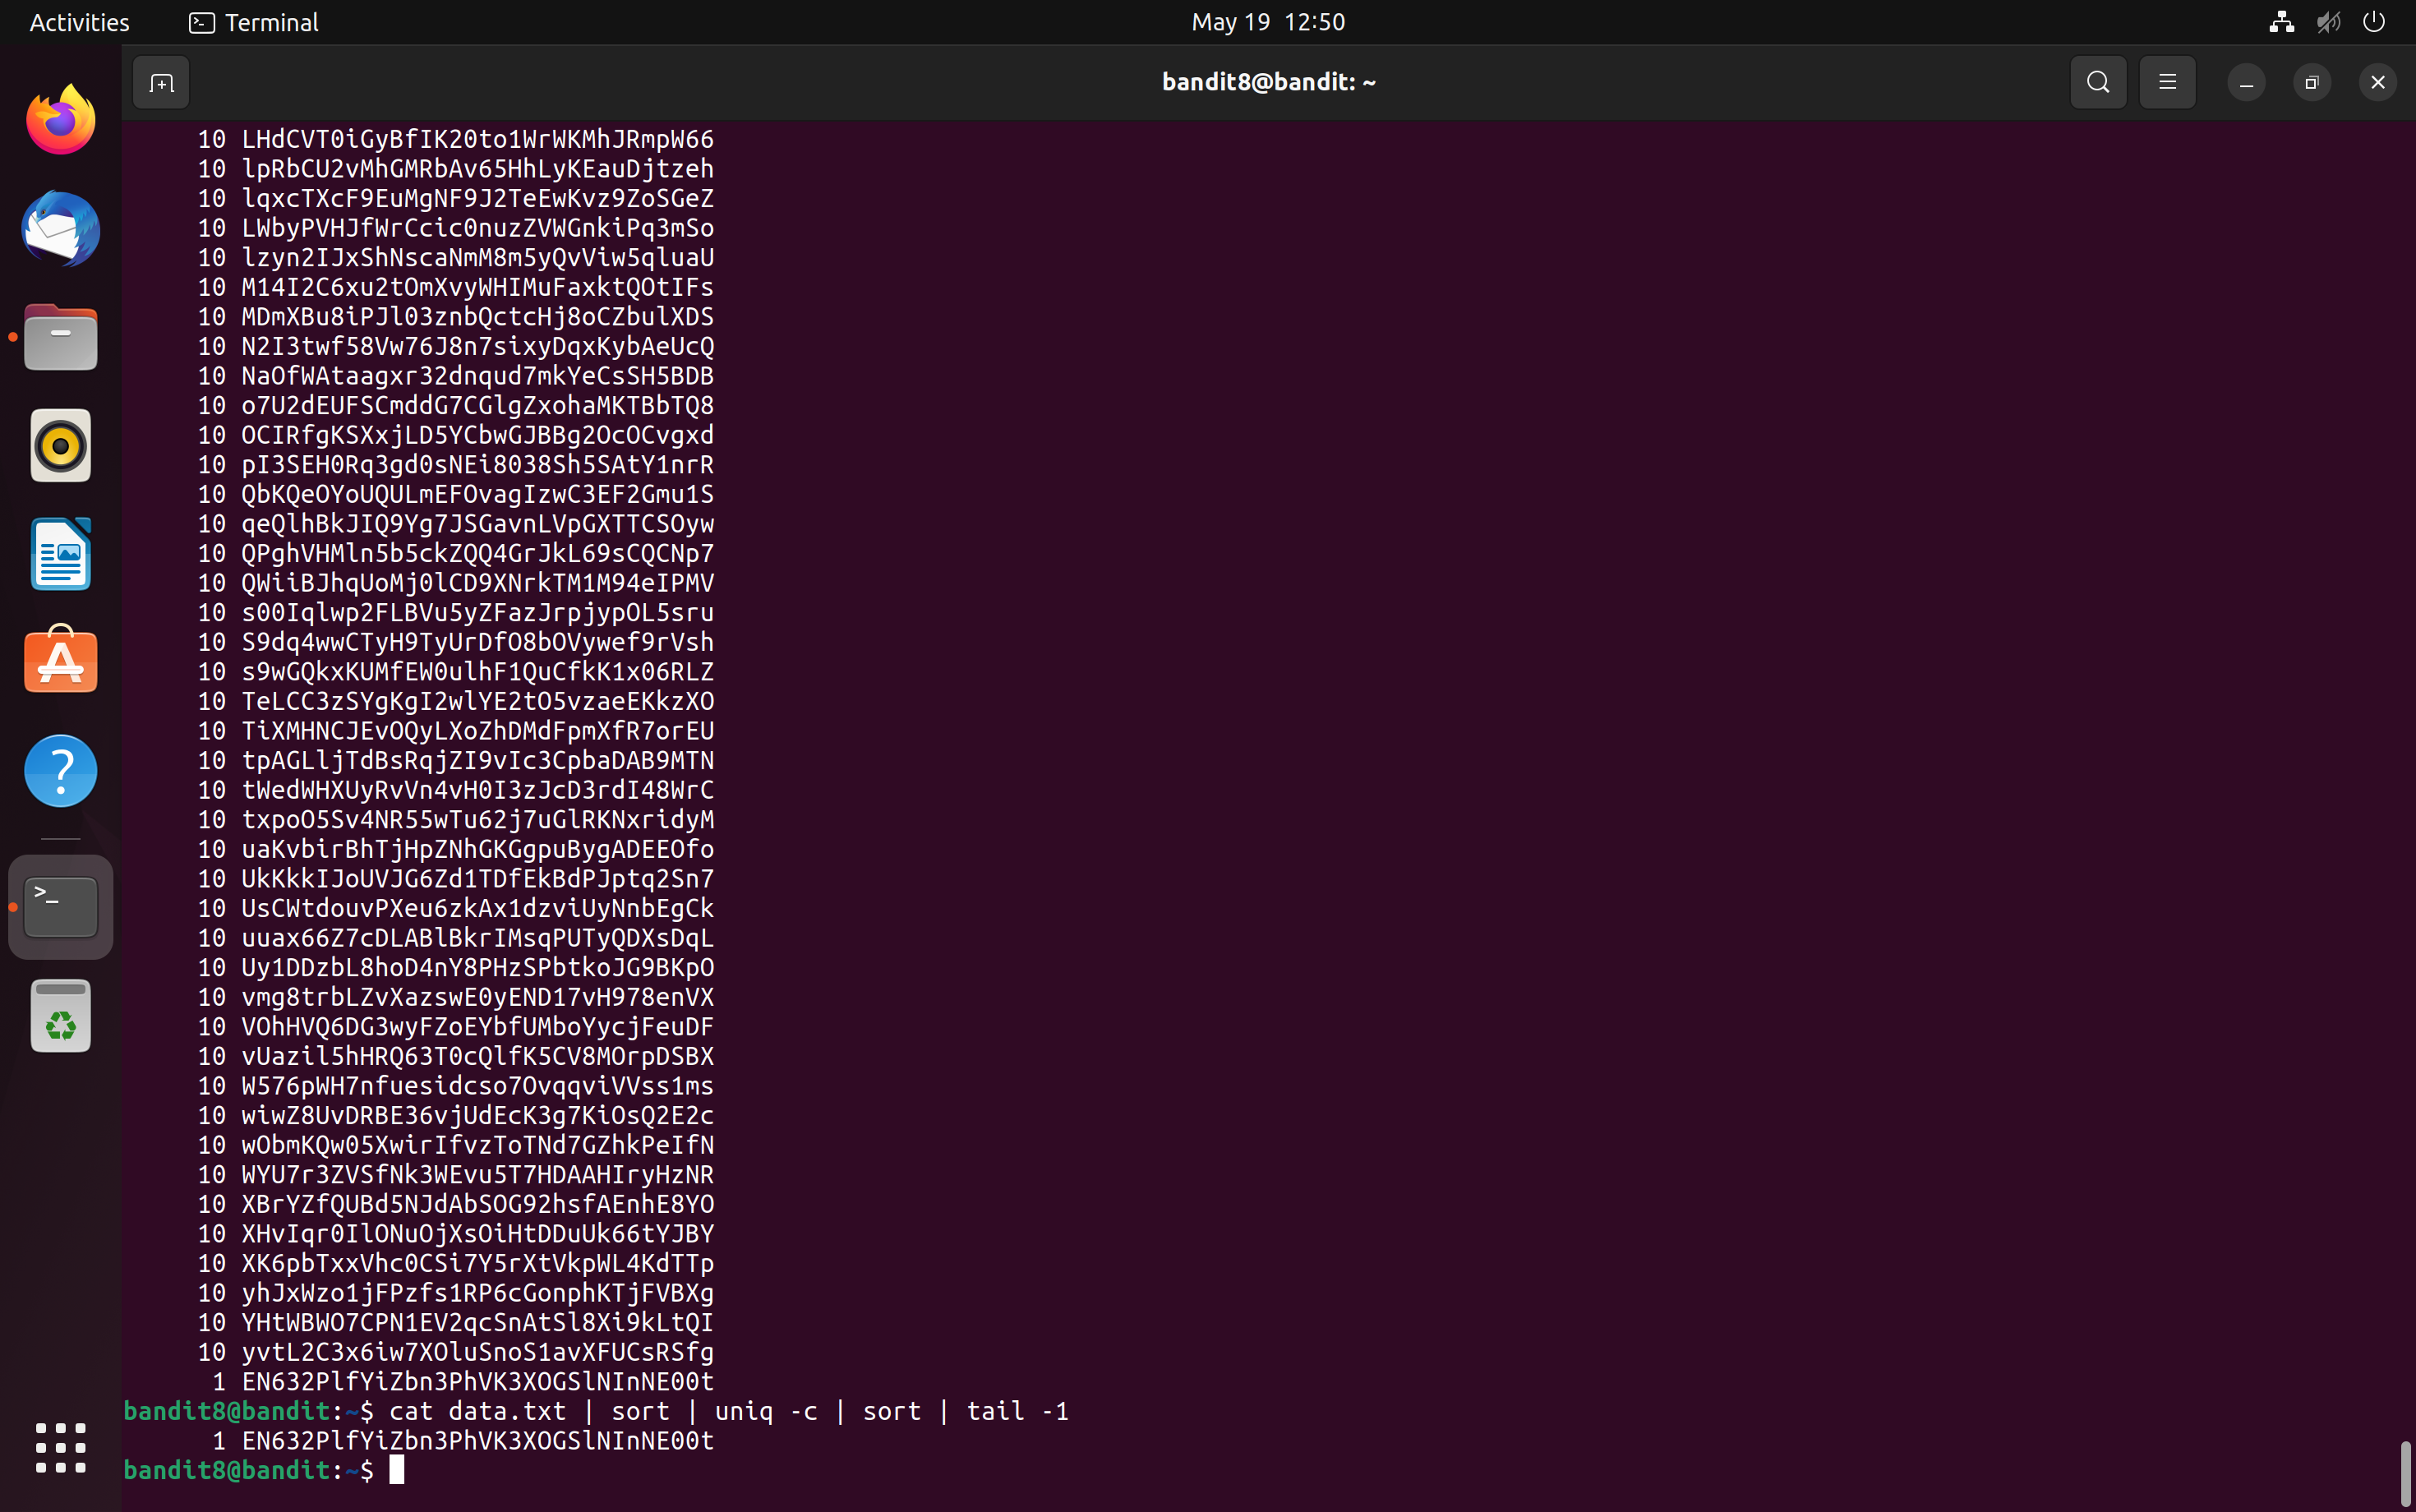 Activities Terminal May 19 12:50
bandit8@bandit: ~
10 LHdCVT0iGyBfIK20to1WrWKMhJRmpW66
10 lpRbCU2vMhGMRbAv65HhLyKEauDjtzeh
10 lqxcTXcF9EuMgNF9J2TeEwKvz9ZoSGeZ
10 LWbyPVHJfWrCcic0nuzZVWGnkiPq3mSo
10 lzyn2IJxShNscaNmM8m5yQvViw5qluaU
10 M14I2C6xu2tOmXvyWHIMuFaxktQOtIFs
10 MDmXBu8iPJl03znbQctcHj8oCZbulXDS
10 N2I3twf58Vw76J8n7sixyDqxKybAeUcQ
10 NaOfWAtaagxr32dnqud7mkYeCsSH5BDB
10 o7U2dEUFSCmddG7CGlgZxohaMKTBbTQ8
10 OCIRfgKSXxjLD5YCbwGJBBg2OcOCvgxd
10 pI3SEH0Rq3gd0sNEi8038Sh5SAtY1nrR
10 QbKQeOYoUQULmEFOvagIzwC3EF2Gmu1S
10 qeQlhBkJIQ9Yg7JSGavnLVpGXTTCSOyw
10 QPghVHMln5b5ckZQQ4GrJkL69sCQCNp7
10 QWiiBJhqUoMj0lCD9XNrkTM1M94eIPMV
10 s00Iqlwp2FLBVu5yZFazJrpjypOL5sru
10 S9dq4wwCTyH9TyUrDfO8bOVywef9rVsh
10 s9wGQkxKUMfEW0ulhF1QuCfkK1x06RLZ
10 TeLCC3zSYgKgI2wlYE2tO5vzaeEKkzXO
10 TiXMHNCJEvOQyLXoZhDMdFpmXfR7orEU
10 tpAGLljTdBsRqjZI9vIc3CpbaDAB9MTN
10 tWedWHXUyRvVn4vH0I3zJcD3rdI48WrC
10 txpoO5Sv4NR55wTu62j7uGlRKNxridyM
10 uaKvbirBhTjHpZNhGKGgpuBygADEEOfo
10 UkKkkIJoUVJG6Zd1TDfEkBdPJptq2Sn7
10 UsCWtdouvPXeu6zkAx1dzviUyNnbEgCk
10 uuax66Z7cDLABlBkrIMsqPUTyQDXsDqL
10 Uy1DDzbL8hoD4nY8PHzSPbtkoJG9BKpO
10 vmg8trbLZvXazswE0yEND17vH978enVX
10 VOhHVQ6DG3wyFZoEYbfUMboYycjFeuDF
10 vUazil5hHRQ63T0cQlfK5CV8MOrpDSBX
10 W576pWH7nfuesidcso7OvqqviVVss1ms
10 wiwZ8UvDRBE36vjUdEcK3g7KiOsQ2E2c
10 wObmKQw05XwirIfvzToTNd7GZhkPeIfN
10 WYU7r3ZVSfNk3WEvu5T7HDAAHIryHzNR
10 XBrYZfQUBd5NJdAbSOG92hsfAEnhE8YO
10 XHvIqr0IlONuOjXsOiHtDDuUk66tYJBY
10 XK6pbTxxVhc0CSi7Y5rXtVkpWL4KdTTp
10 yhJxWzo1jFPzfs1RP6cGonphKTjFVBXg
10 YHtWBWO7CPN1EV2qcSnAtSl8Xi9kLtQI
10 yvtL2C3x6iw7XOluSnoS1avXFUCsRSfg
1 EN632PlfYiZbn3PhVK3XOGSlNInNE00t
bandit8@bandit:~$ cat data.txt | sort | uniq -c | sort | tail -1
1 EN632PlfYiZbn3PhVK3XOGSlNInNE00t
bandit8@bandit:~$